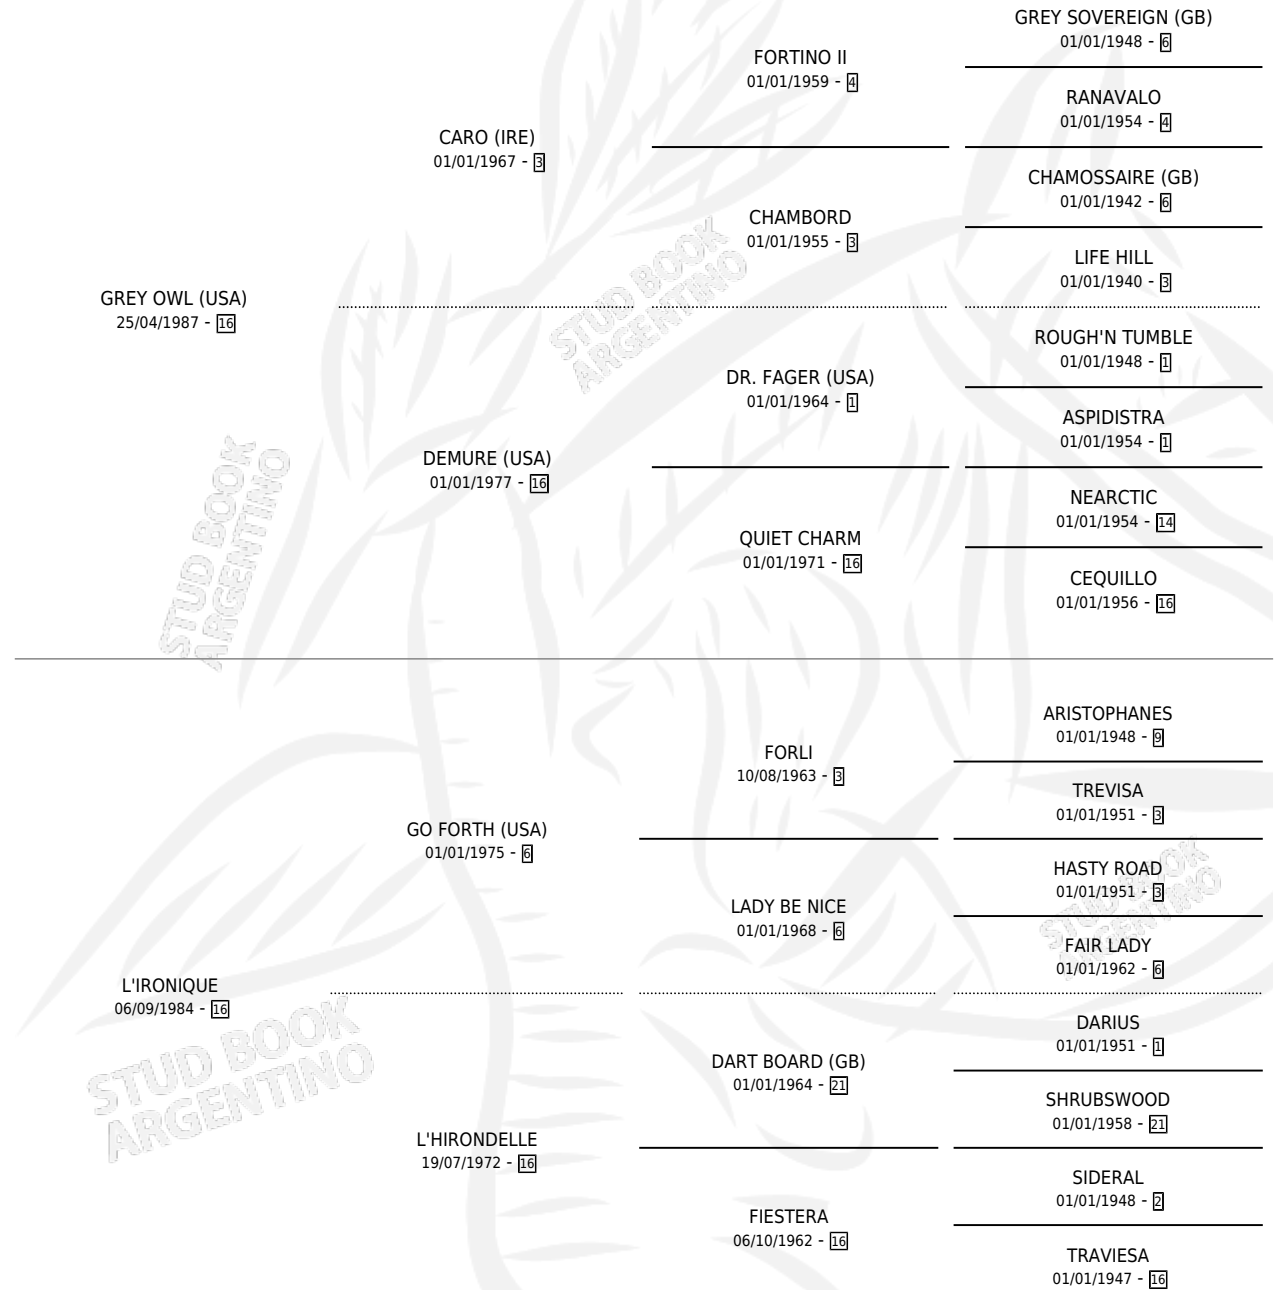 GREY SOVEREIGN (GB)
01/01/1948 - 6
FORTINO II
01/01/1959 - 4
RANAVALO
01/01/1954 - 4
CARO (IRE)
01/01/1967 - 3
CHAMOSSAIRE (GB)
01/01/1942 - 6
CHAMBORD
01/01/1955 - 3
LIFE HILL
01/01/1940 - 3
GREY OWL (USA)
25/04/1987 - 16
STUD BOOK
ARGENTINO
ROUGH'N TUMBLE
01/01/1948 - 1
DR. FAGER (USA)
01/01/1964 - 1
ASPIDISTRA
01/01/1954 - 1
DEMURE (USA)
01/01/1977 - 16
NEARCTIC
01/01/1954 - 14
QUIET CHARM
01/01/1971 - 16
CEQUILLO
01/01/1956 - 16
STUD BOOK
ARGENTINO
ARISTOPHANES
01/01/1948 - 9
FORLI
10/08/1963 - 3
TREVISA
01/01/1951 - 3
GO FORTH (USA)
01/01/1975 - 6
HASTY ROAD
01/01/1951 - 3
LADY BE NICE
01/01/1968 - 6
FAIR LADY
01/01/1962 - 6
STUD BOOK
ARGENTINO
L'IRONIQUE
06/09/1984 - 16
DARIUS
01/01/1951 - 1
DART BOARD (GB)
01/01/1964 - 21
SHRUBSWOOD
01/01/1958 - 21
STUD BOOK
ARGENTINO
L'HIRONDELLE
19/07/1972 - 16
SIDERAL
01/01/1948 - 2
FIESTERA
06/10/1962 - 16
TRAVIESA
01/01/1947 - 16